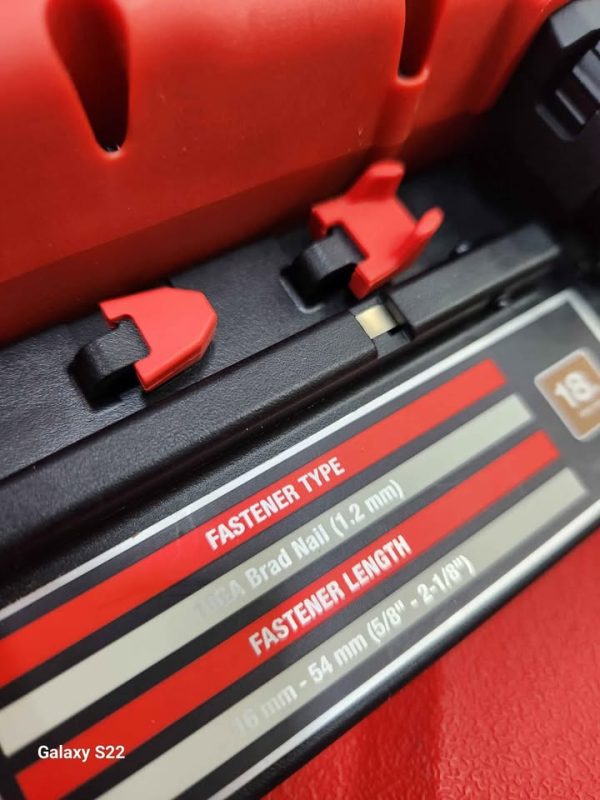 18
FASTENER TYPE
18GA Brad Nail (1.2 mm)
FASTENER LENGTH
16 mm - 54 mm (5/8" - 2-1/8")
Galaxy S22